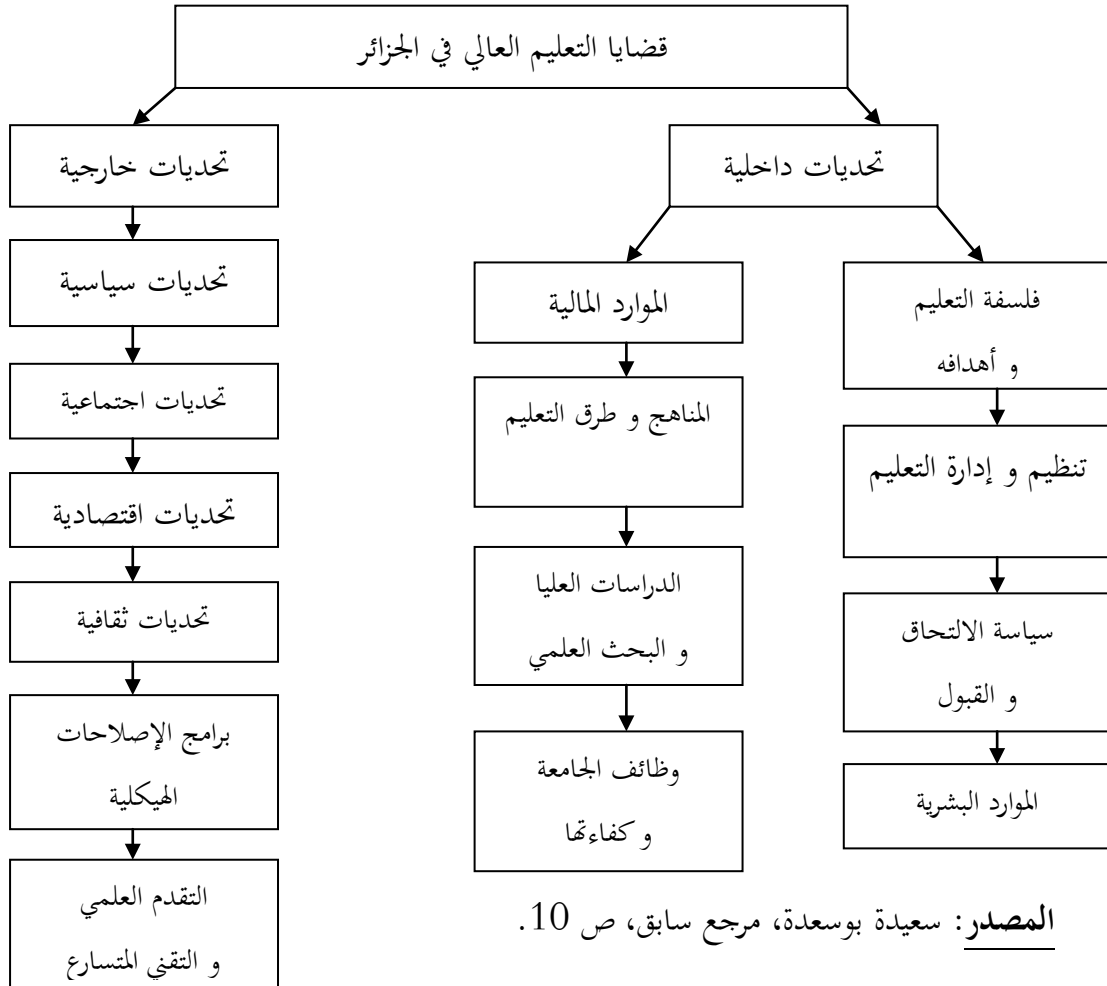 قضايا التعليم العالي في الجزائر
تحديات داخلية
تحديات خارجية
فلسفة التعليم
و أهدافه
تنظيم و إدارة التعليم
سياسة الالتحاق
و القبول
الموارد البشرية
الموارد المالية
المناهج و طرق التعليم
الدراسات العليا
و البحث العلمي
وظائف الجامعة
و كفاءتها
تحديات سياسية
تحديات اجتماعية
تحديات اقتصادية
تحديات ثقافية
برامج الإصلاحات
الهيكلية
التقدم العلمي
و التقني المتسارع
المصدر: سعيدة بوسعدة، مرجع سابق، ص 10.